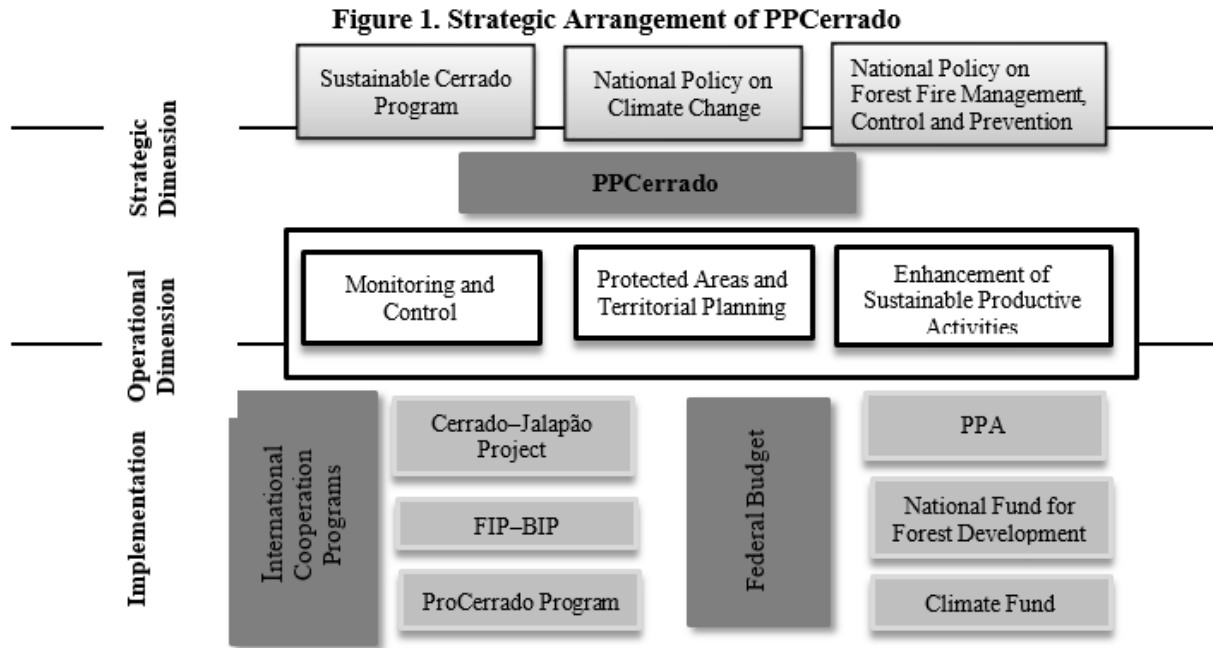 Figure 1. Strategic Arrangement of PPCerrado
Strategic
Dimension
Sustainable Cerrado
Program
National Policy on
Climate Change
National Policy on
Forest Fire Management,
Control and Prevention
PPCerrado
Operational
Dimension
Monitoring and
Control
Protected Areas and
Territorial Planning
Enhancement of
Sustainable Productive
Activities
Implementation
International
Cooperation
Programs
Cerrado–Jalapão
Project
FIP–BIP
ProCerrado Program
Federal Budget
PPA
National Fund for
Forest Development
Climate Fund